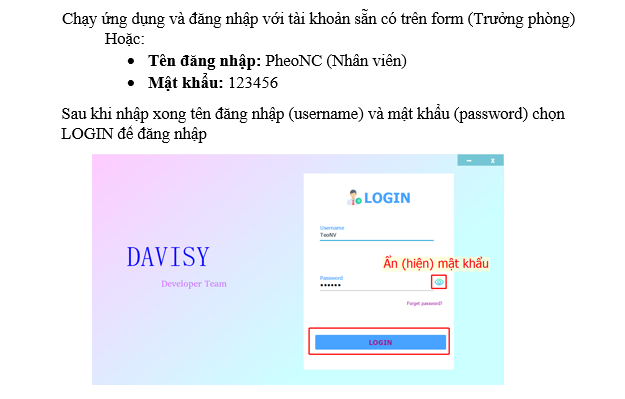 Chạy ứng dụng và đăng nhập với tài khoản sẵn có trên form (Trưởng phòng)
Hoặc:
• Tên đăng nhập: PheoNC (Nhân viên)
• Mật khẩu: 123456
Sau khi nhập xong tên đăng nhập (username) và mật khẩu (password) chọn
LOGIN để đăng nhập
LOGIN
Username
TeoNV
DAVISY
Developer Team
Ẩn (hiện) mật khẩu
Password
••••••
Forget password?
LOGIN